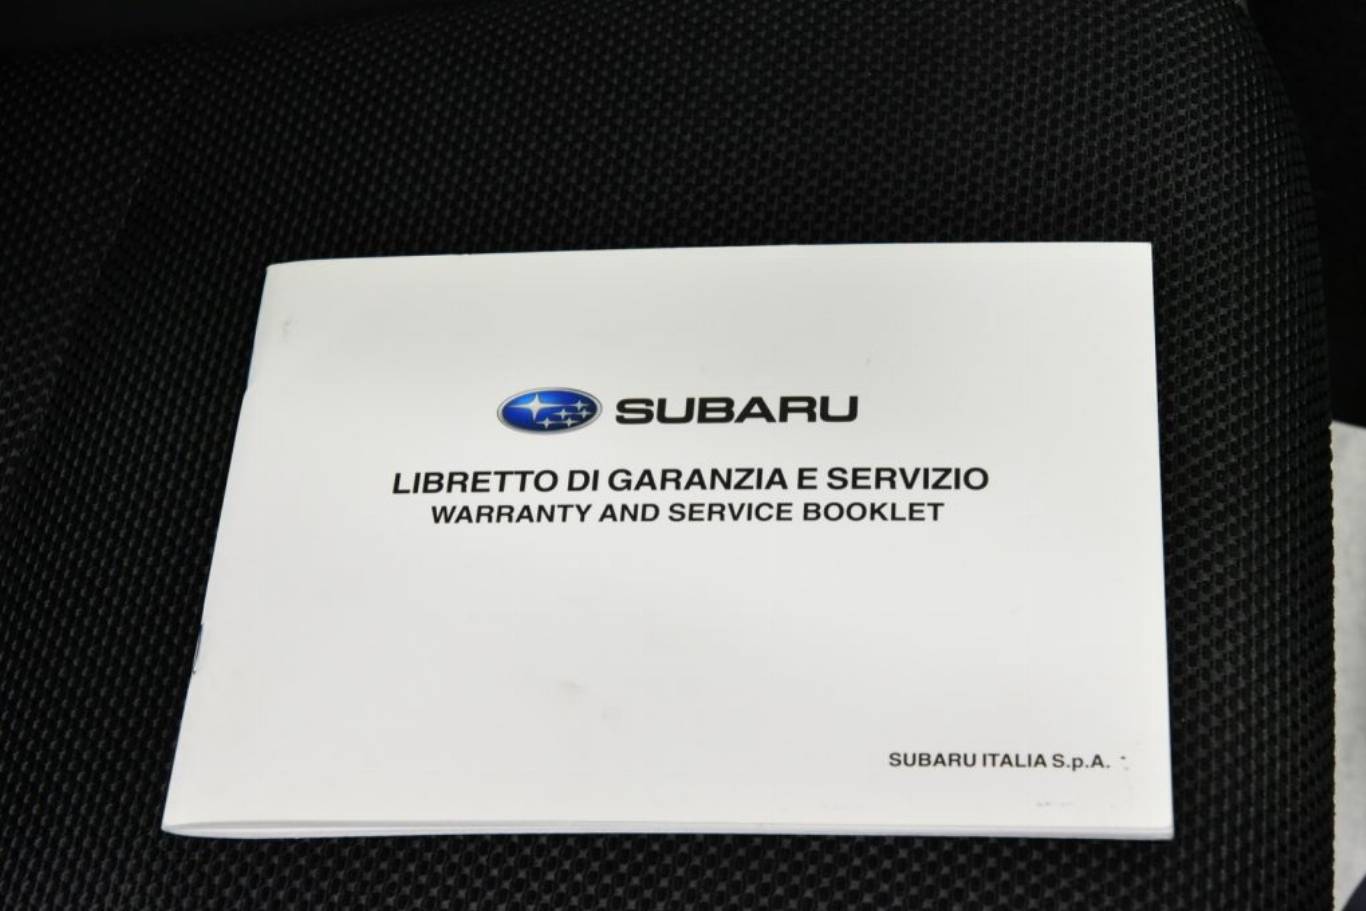 SUBARU
LIBRETTO DI GARANZIA E SERVIZIO
WARRANTY AND SERVICE BOOKLET
SUBARU ITALIA S.p.A.